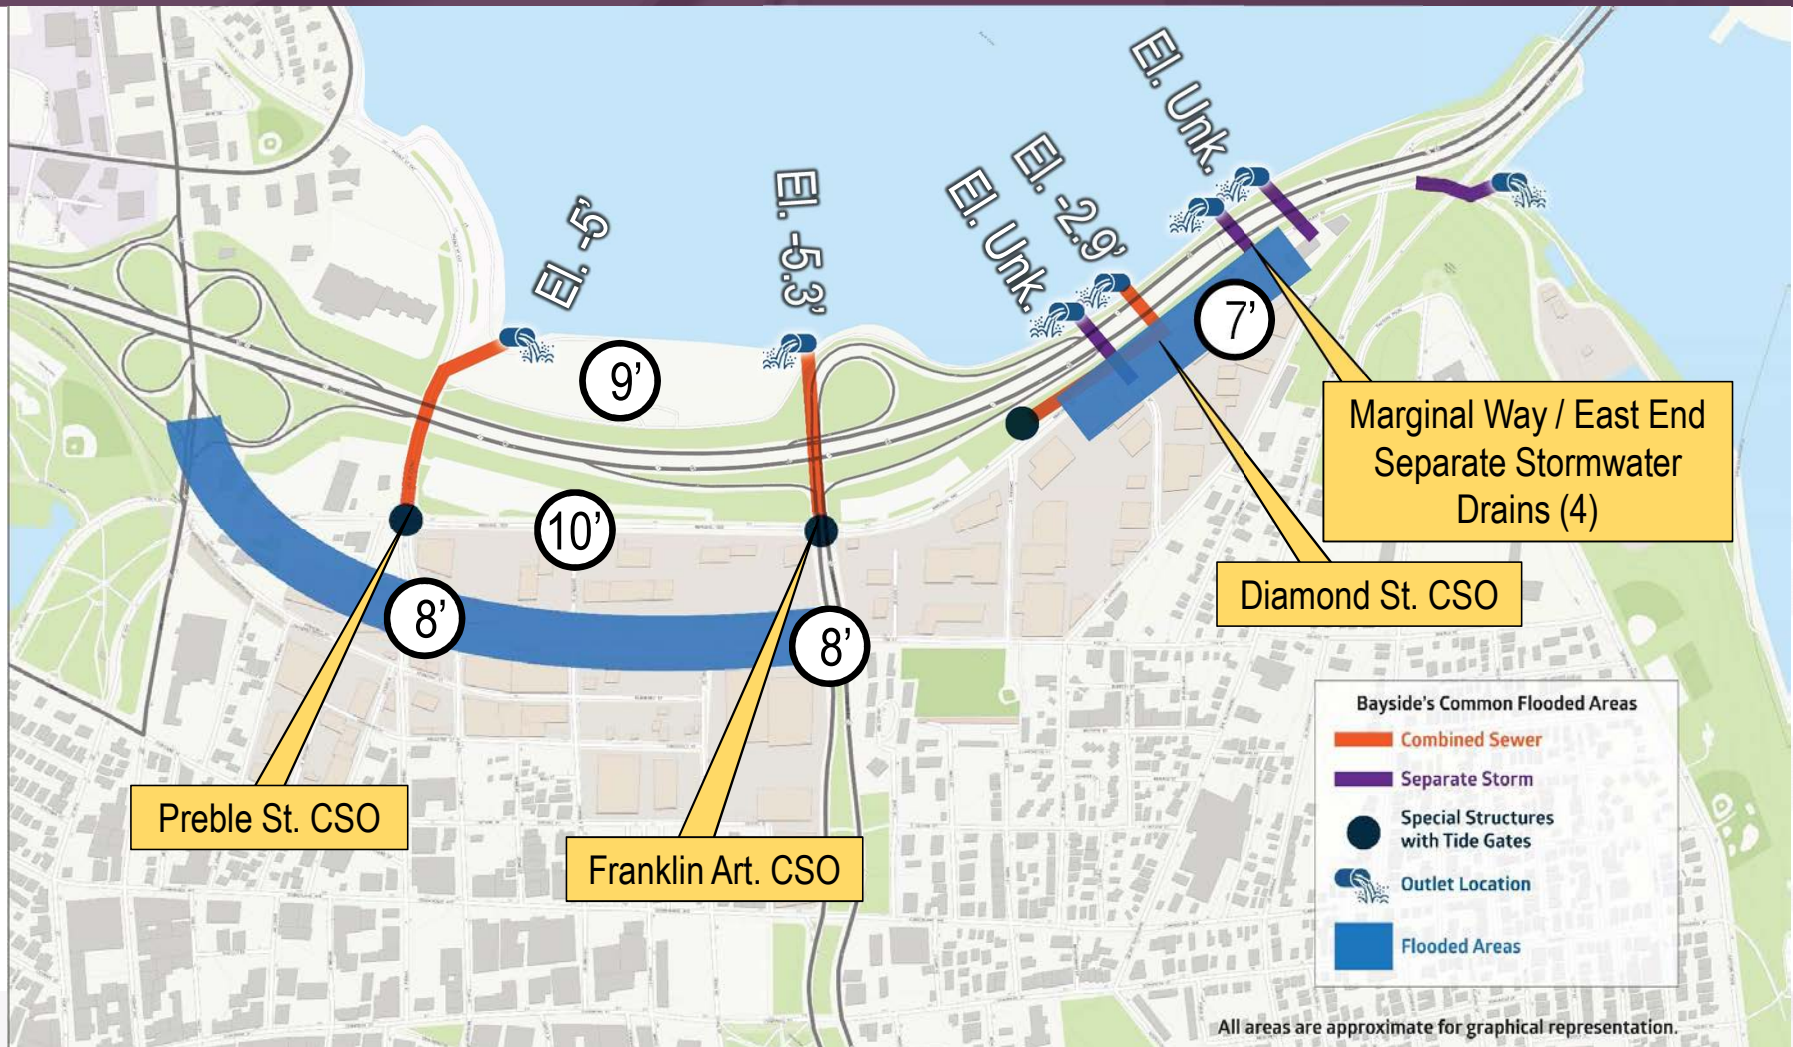 El. -5'
El. -5.3'
El. Unk.
El. -2.9'
El. Unk.
9'
7'
10'
8'
8'
Marginal Way / East End
Separate Stormwater
Drains (4)
Diamond St. CSO
Preble St. CSO
Franklin Art. CSO
Bayside's Common Flooded Areas
Combined Sewer
Separate Storm
Special Structures
with Tide Gates
Outlet Location
Flooded Areas
All areas are approximate for graphical representation.